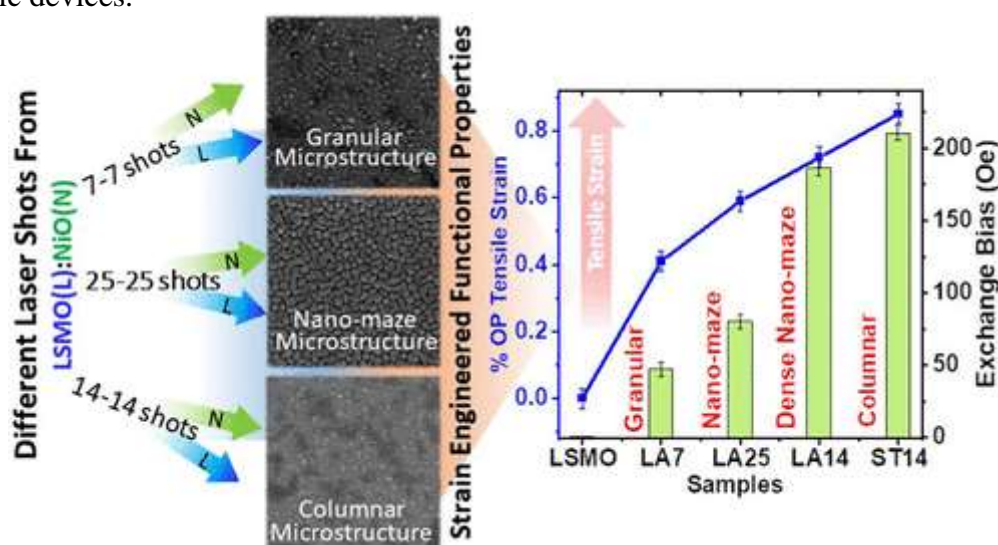 ic devices.
Different Laser Shots From
LSMO(L):NiO(N)
7-7 shots
N
L
25-25 shots
N
L
14-14 shots
N
L
Granular
Microstructure
Nano-maze
Microstructure
Columnar
Microstructure
Strain Engineered Functional Properties
% OP Tensile Strain
0.8
0.6
0.4
0.2
0.0
Tensile Strain
Granular
Nano-maze
Dense Nano-maze
Columnar
200
150
100
50
0
Exchange Bias (Oe)
LSMO LA7 LA25 LA14 ST14
Samples